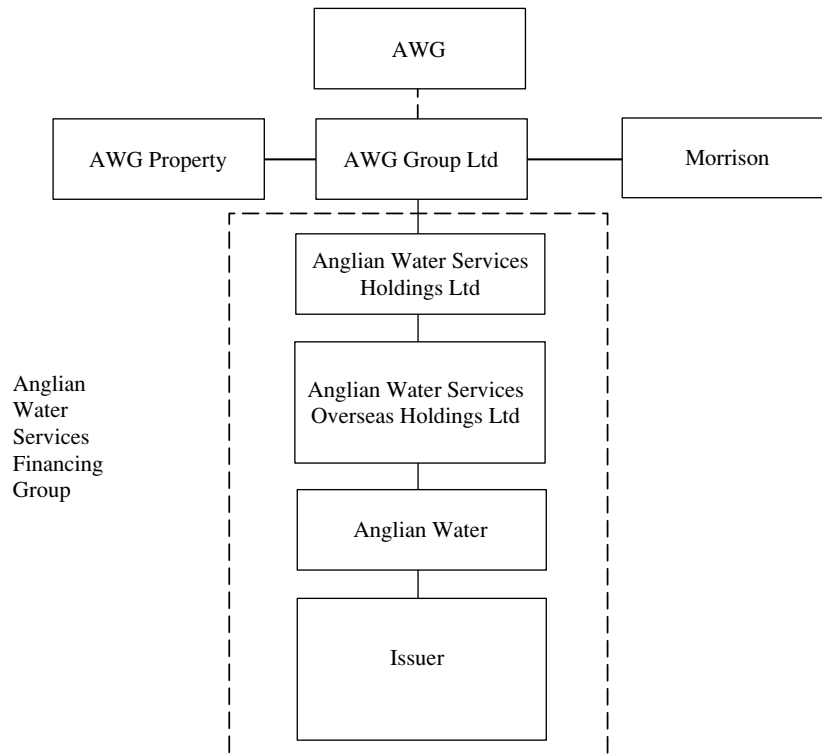 AWG
AWG Property
AWG Group Ltd
Morrison
Anglian Water Services
Holdings Ltd
Anglian Water Services
Overseas Holdings Ltd
Anglian
Water
Services
Financing
Group
Anglian Water
Issuer